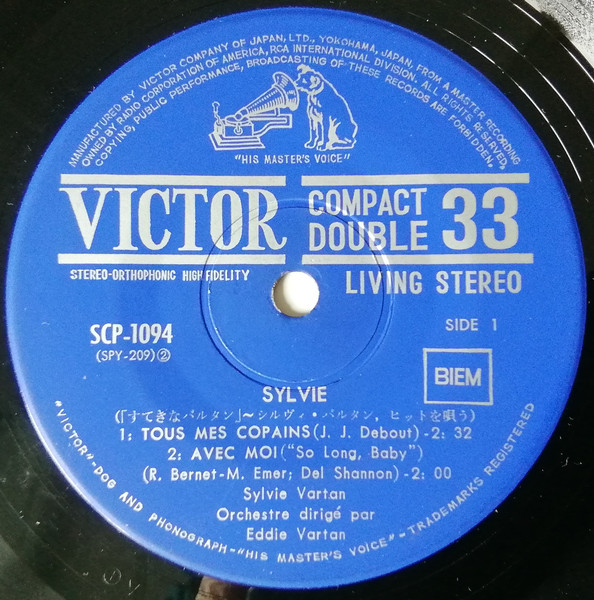 MANUFACTURED BY VICTOR COMPANY OF JAPAN, LTD., YOKOHAMA, JAPAN, FROM A MASTER RECORDING
OWNED BY RADIO CORPORATION OF AMERICA, RCA INTERNATIONAL DIVISION. ALL RIGHTS RESERVED.
COPYING, PUBLIC PERFORMANCE, BROADCASTING OF THESE RECORDS ARE FORBIDDEN.
"HIS MASTER'S VOICE"
VICTOR
COMPACT
DOUBLE 33
STEREO-ORTHOPHONIC HIGH FIDELITY
LIVING STEREO
SCP-1094
(SPY-209)②
SIDE 1
BIEM
SYLVIE
(「すてきなバルタン」~シルヴィ・バルタン,ヒットを唄う)
1: TOUS MES COPAINS(J. J. Debout)-2: 32
2: AVEC MOI("So Long, Baby")
(R. Bernet-M. Emer; Del Shannon)-2: 00
Sylvie Vartan
Orchestre dirigé par
Eddie Vartan
"VICTOR"-DOG AND PHONOGRAPH-"HIS MASTER'S VOICE"-TRADEMARKS REGISTERED